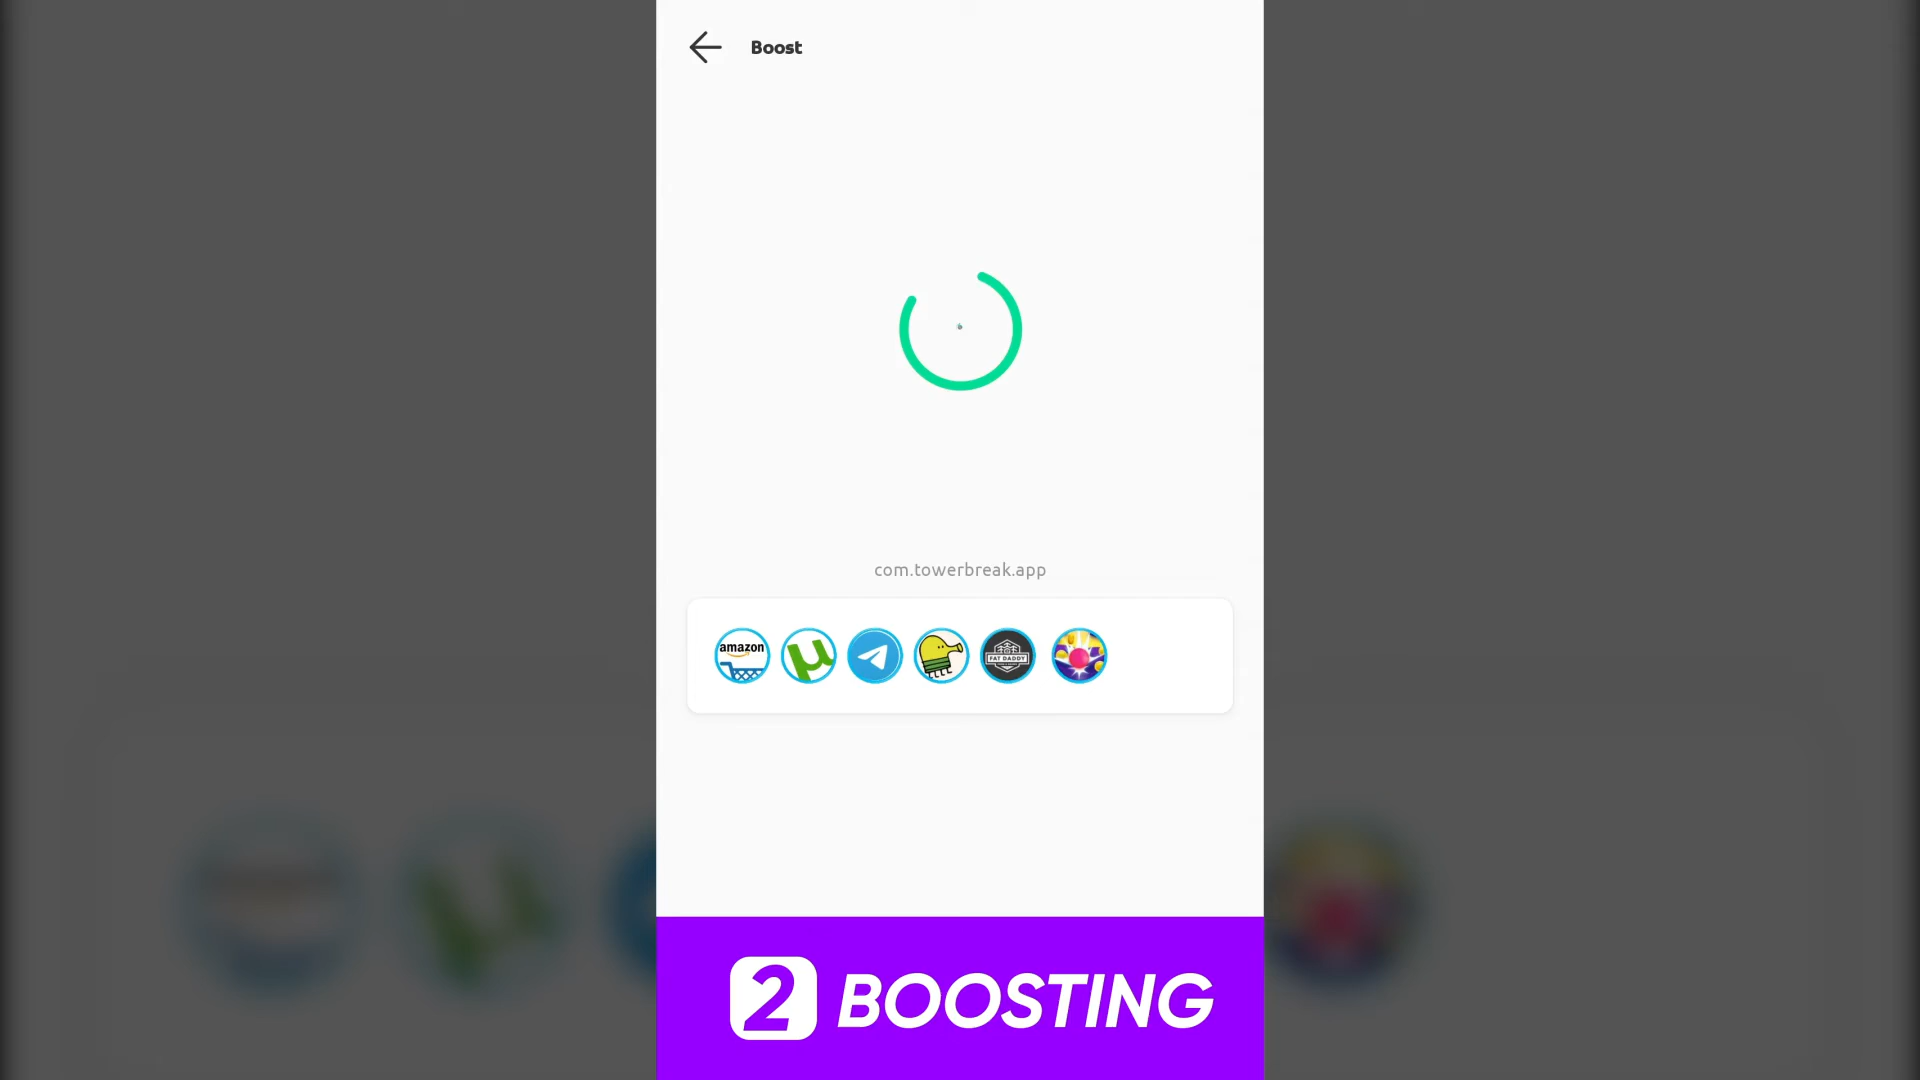 Boost
com.towerbreak.app
amazon
µ
FAT DADDY
2 BOOSTING